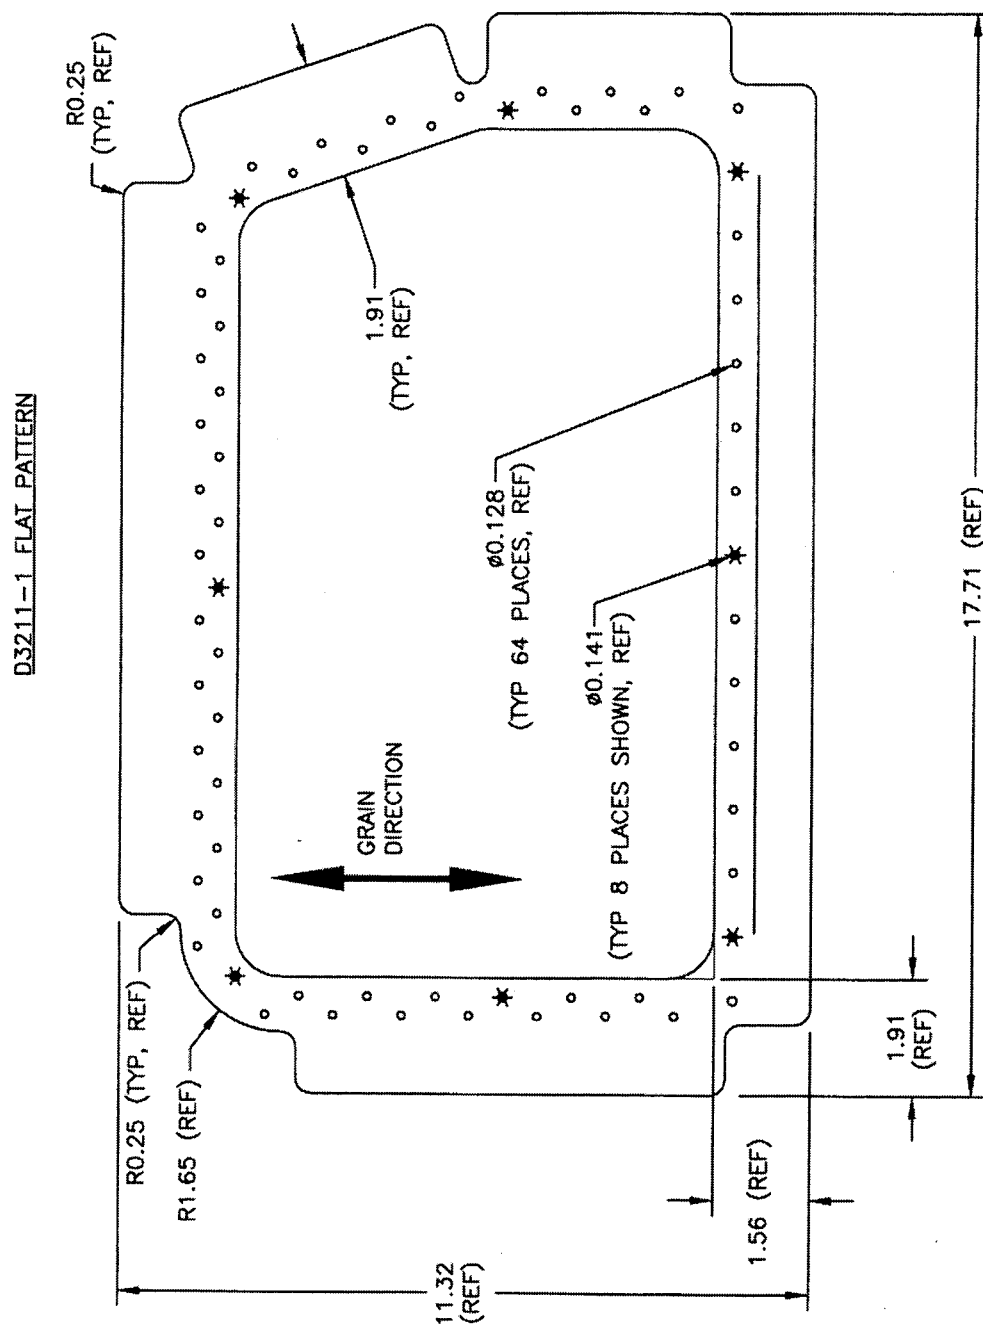 D3211-1 FLAT PATTERN
R0.25
(TYP, REF)
1.91
(TYP, REF)
Ø0.128
(TYP 64 PLACES, REF)
Ø0.141
(TYP 8 PLACES SHOWN, REF)
GRAIN
DIRECTION
R0.25 (TYP, REF)
R1.65 (REF)
17.71 (REF)
1.91
(REF)
1.56 (REF)
11.32
(REF)